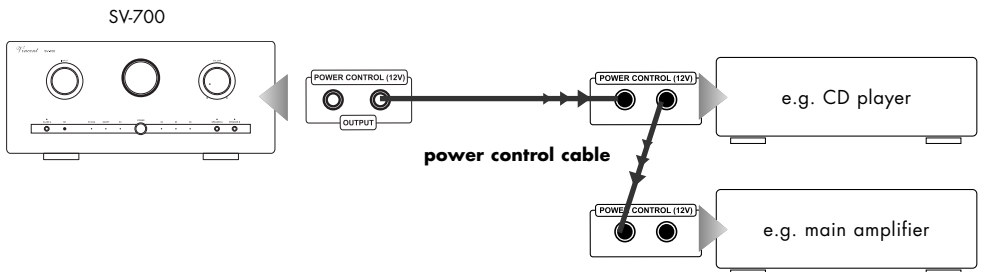 SV-700
Vincent
POWER CONTROL (12V)
OUTPUT
POWER CONTROL (12V)
e.g. CD player
power control cable
POWER CONTROL (12V)
e.g. main amplifier